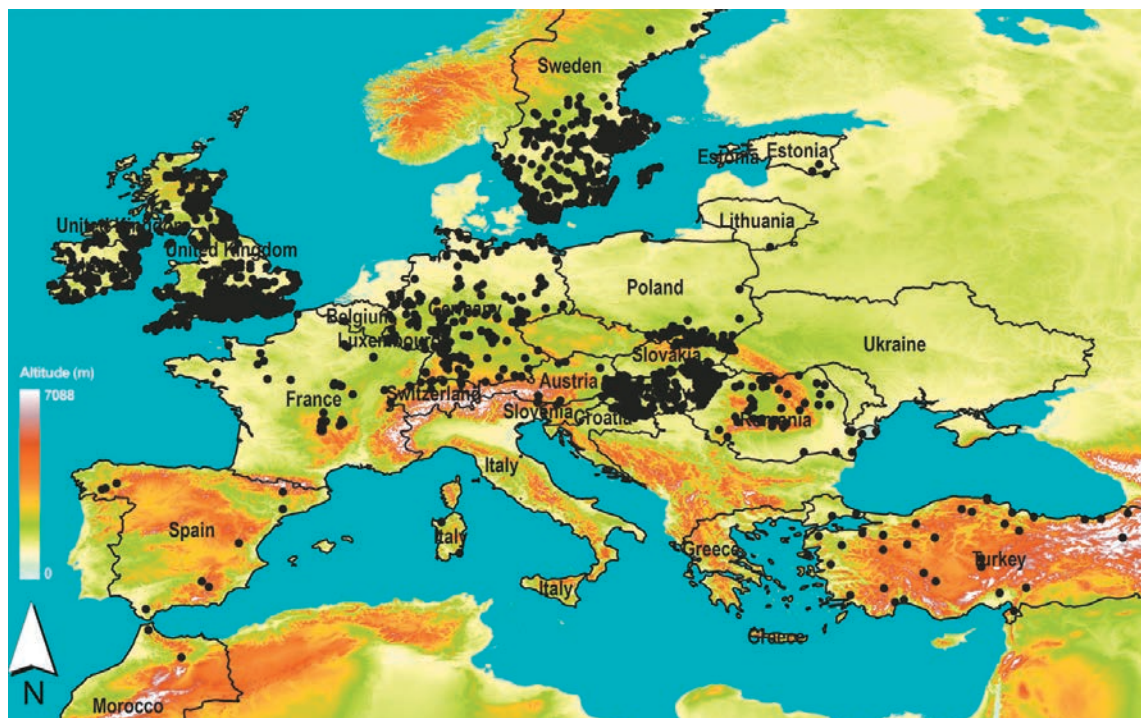 Sweden
Estonia
Estonia
Lithuania
United Kingdom
United Kingdom
Poland
Belgium
Germany
Luxembourg
Ukraine
Slovakia
Altitude (m)
7088
Austria
Switzerland
France
Slovenia
Croatia
Romania
Italy
Spain
Italy
Greece
Turkey
0
Italy
Greece
N
Morocco